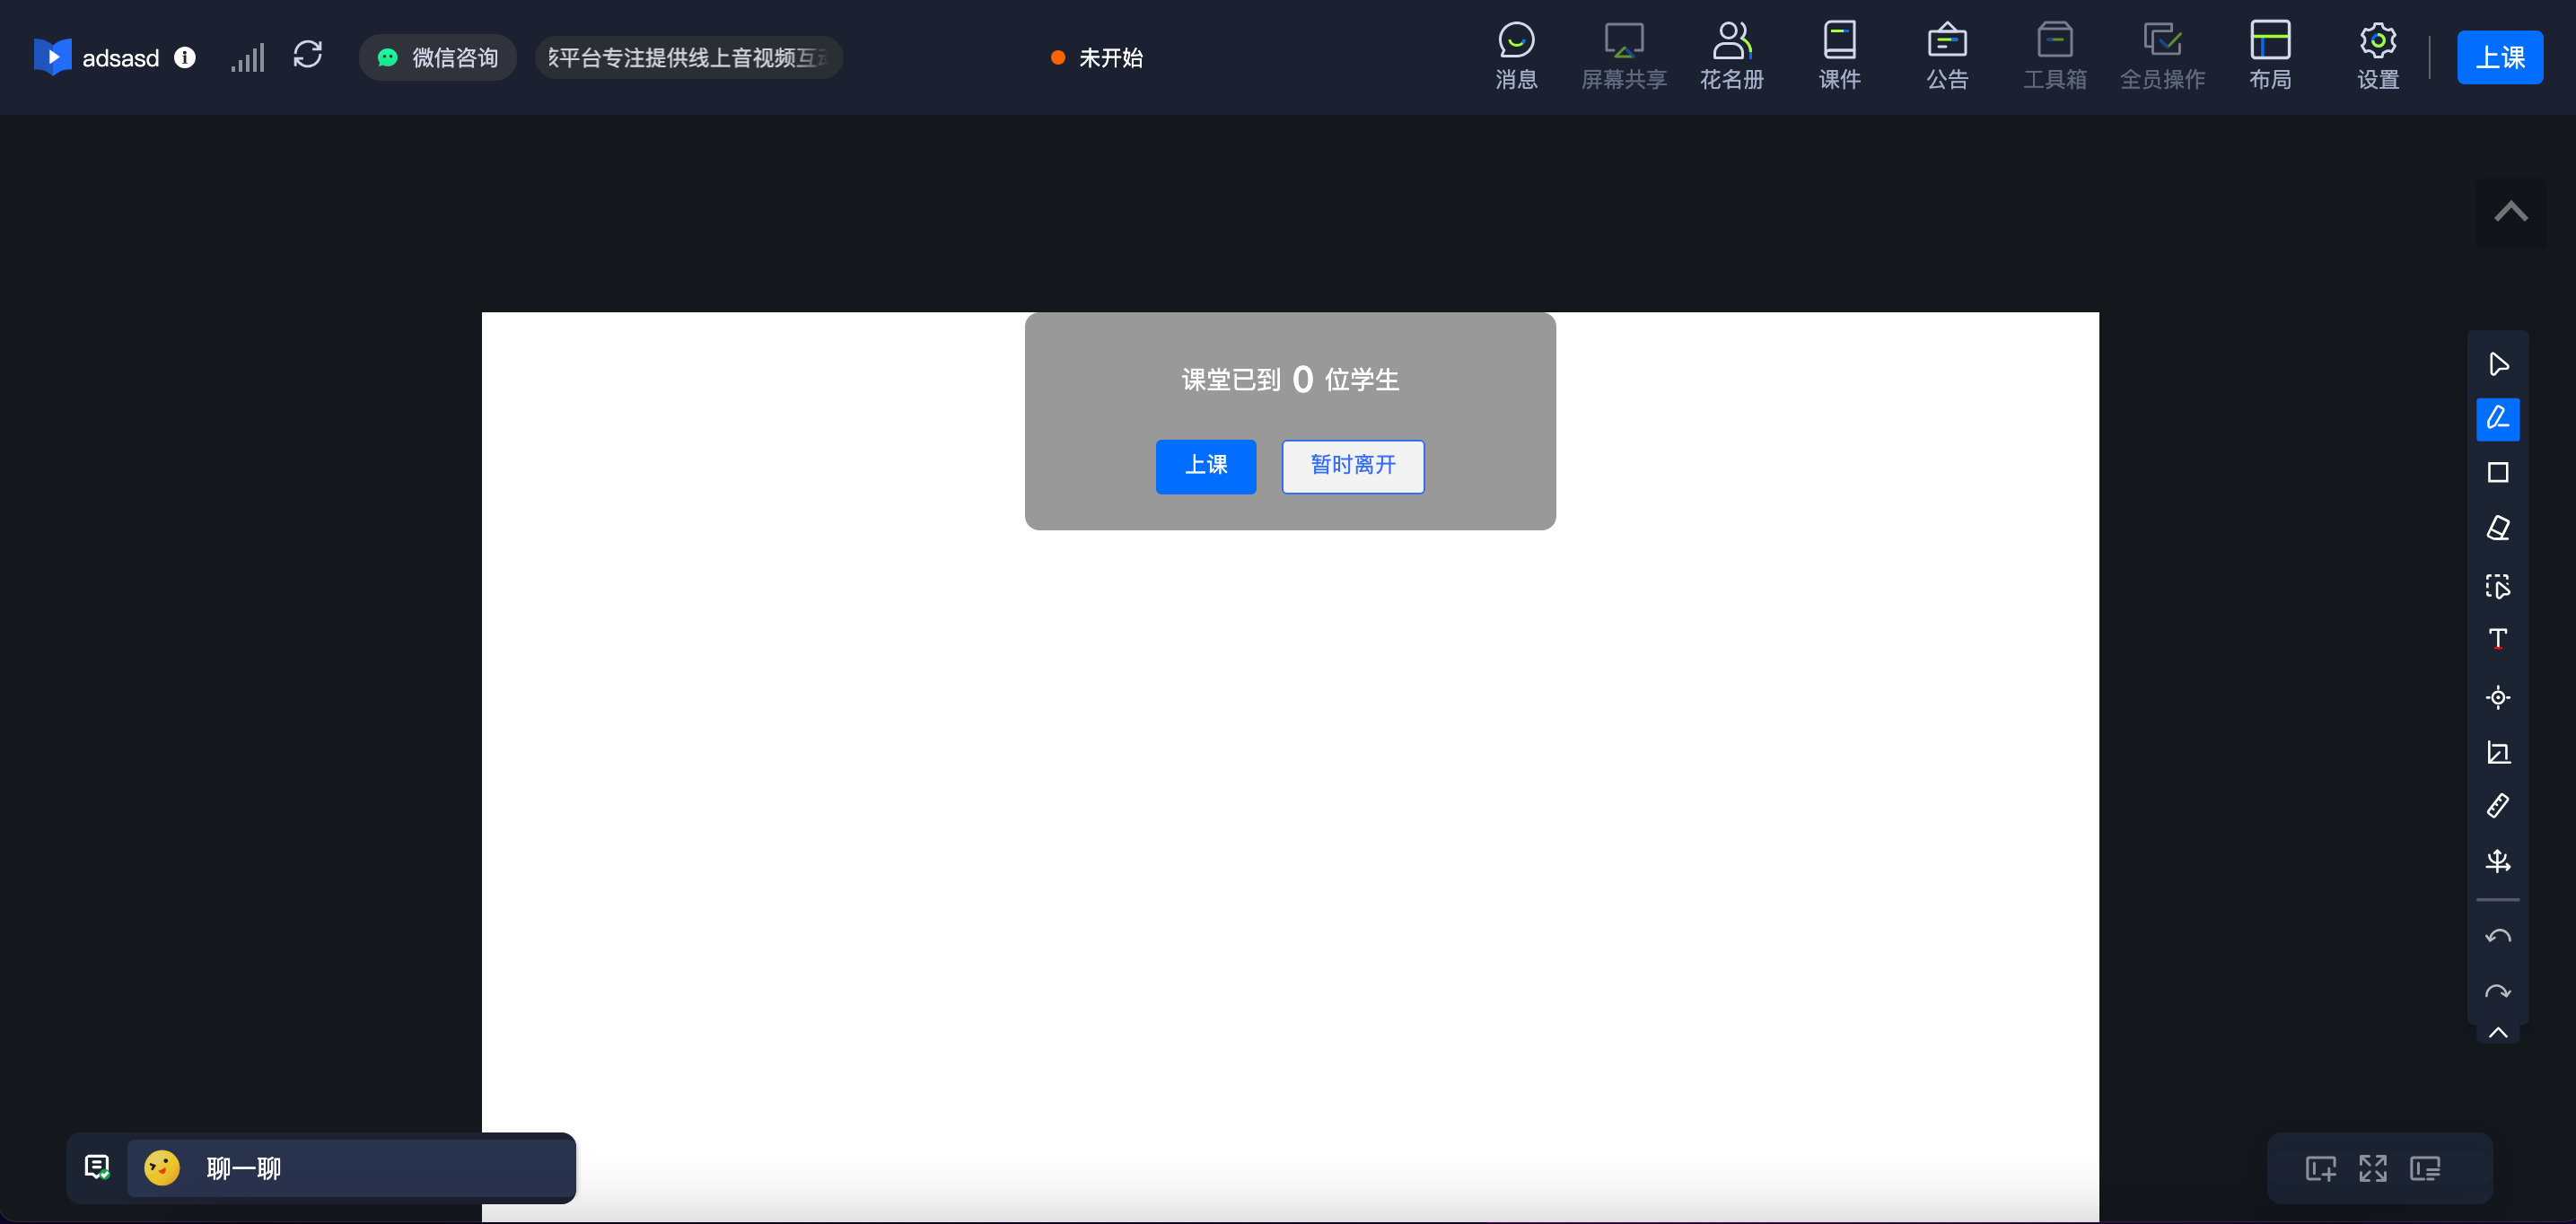 adsasd
微信咨询
平台专注提供线上音视频互
未开始
消息
屏幕共享
花名册
课件
公告
工具箱
全员操作
布局
设置
上课
课堂已到 0 位学生
上课
暂时离开
T
聊一聊